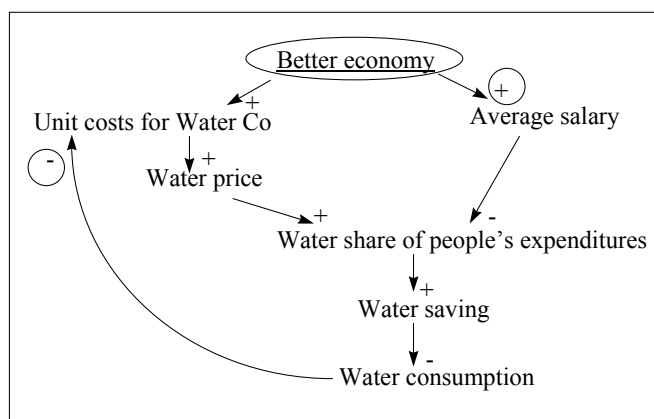 Better economy
+
+
Unit costs for Water Co
Average salary
-
+
Water price
+
-
Water share of people's expenditures
+
Water saving
-
Water consumption